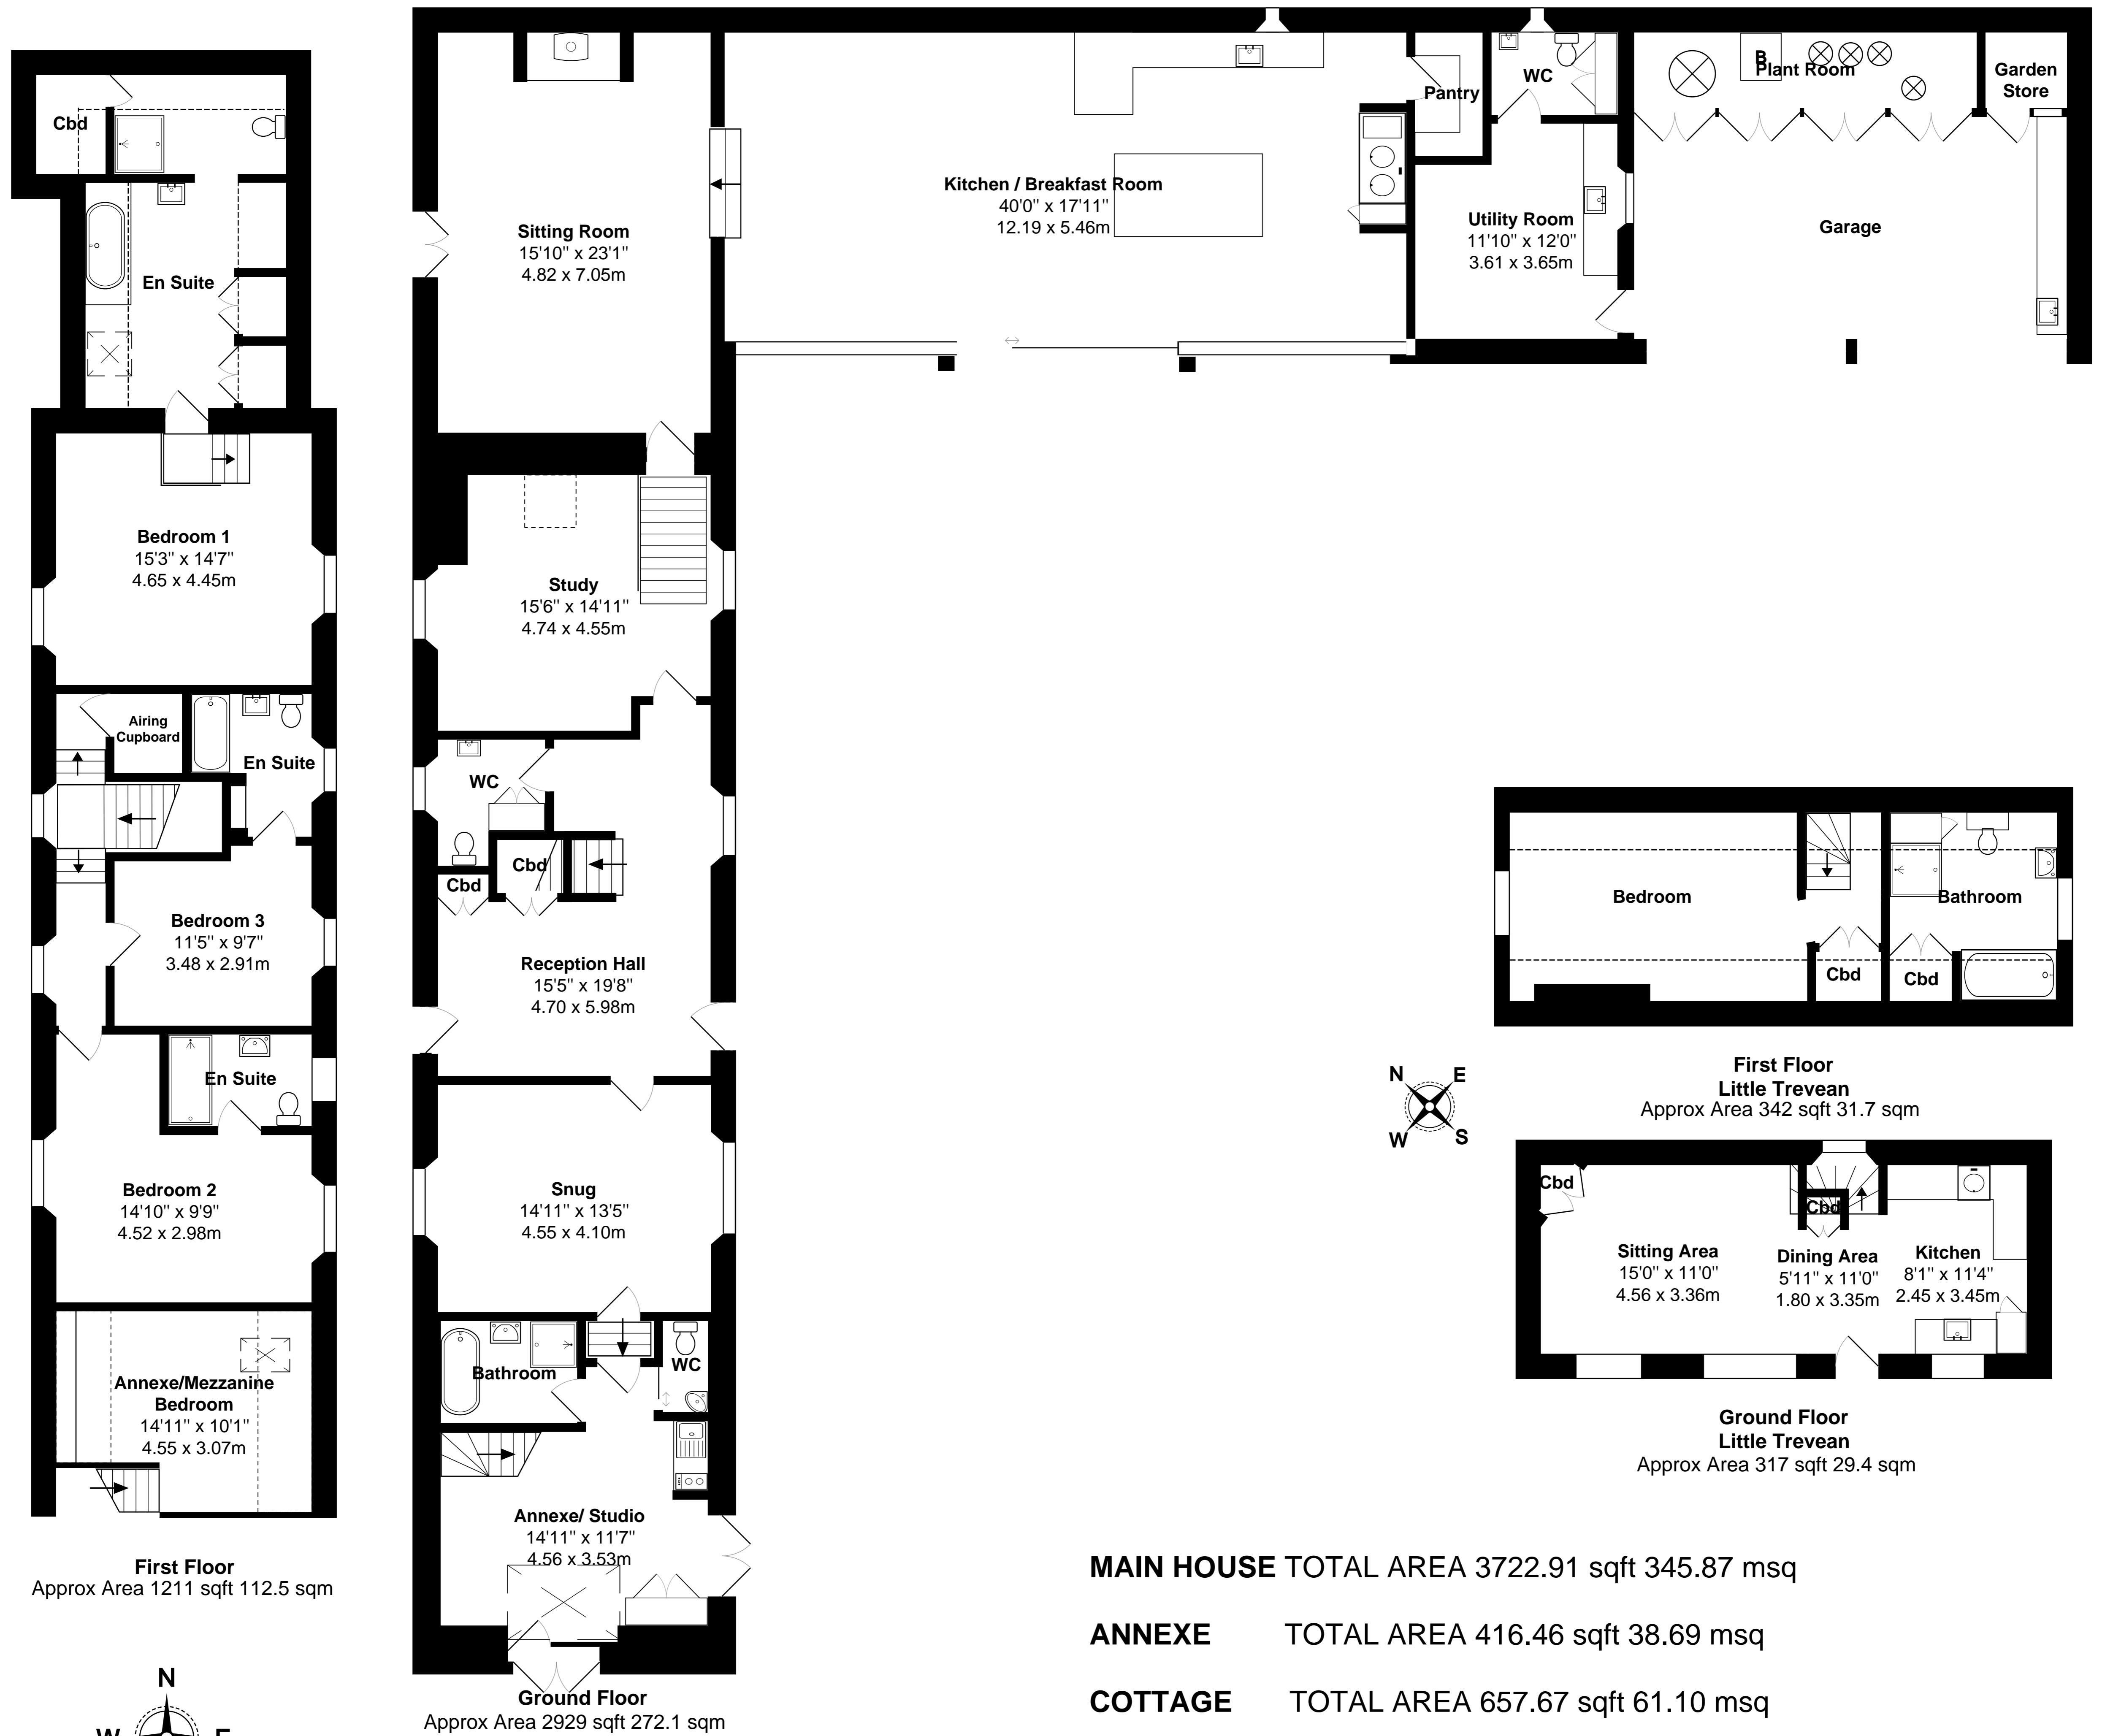 Cbd
En Suite
Bedroom 1
15'3" x 14'7"
4.65 x 4.45m
Airing
Cupboard
En Suite
Bedroom 3
11'5" x 9'7"
3.48 x 2.91m
En Suite
Bedroom 2
14'10" x 9'9"
4.52 x 2.98m
Annexe/Mezzanine
Bedroom
14'11" x 10'1"
4.55 x 3.07m
First Floor
Approx Area 1211 sqft 112.5 sqm
N
W E
Sitting Room
15'10" x 23'1"
4.82 x 7.05m
Kitchen / Breakfast Room
40'0" x 17'11"
12.19 x 5.46m
Pantry
WC
Utility Room
11'10" x 12'0"
3.61 x 3.65m
B
Plant Room
Garden
Store
Garage
Study
15'6" x 14'11"
4.74 x 4.55m
WC
Cbd
Cbd
Reception Hall
15'5" x 19'8"
4.70 x 5.98m
Snug
14'11" x 13'5"
4.55 x 4.10m
Bathroom
WC
Annexe/ Studio
14'11" x 11'7"
4.56 x 3.53m
Ground Floor
Approx Area 2929 sqft 272.1 sqm
Bedroom
Bathroom
Cbd
Cbd
First Floor
Little Trevean
Approx Area 342 sqft 31.7 sqm
N E
W S
Cbd
Cbd
Sitting Area
15'0" x 11'0"
4.56 x 3.36m
Dining Area
5'11" x 11'0"
1.80 x 3.35m
Kitchen
8'1" x 11'4"
2.45 x 3.45m
Ground Floor
Little Trevean
Approx Area 317 sqft 29.4 sqm
MAIN HOUSE TOTAL AREA 3722.91 sqft 345.87 msq
ANNEXE TOTAL AREA 416.46 sqft 38.69 msq
COTTAGE TOTAL AREA 657.67 sqft 61.10 msq